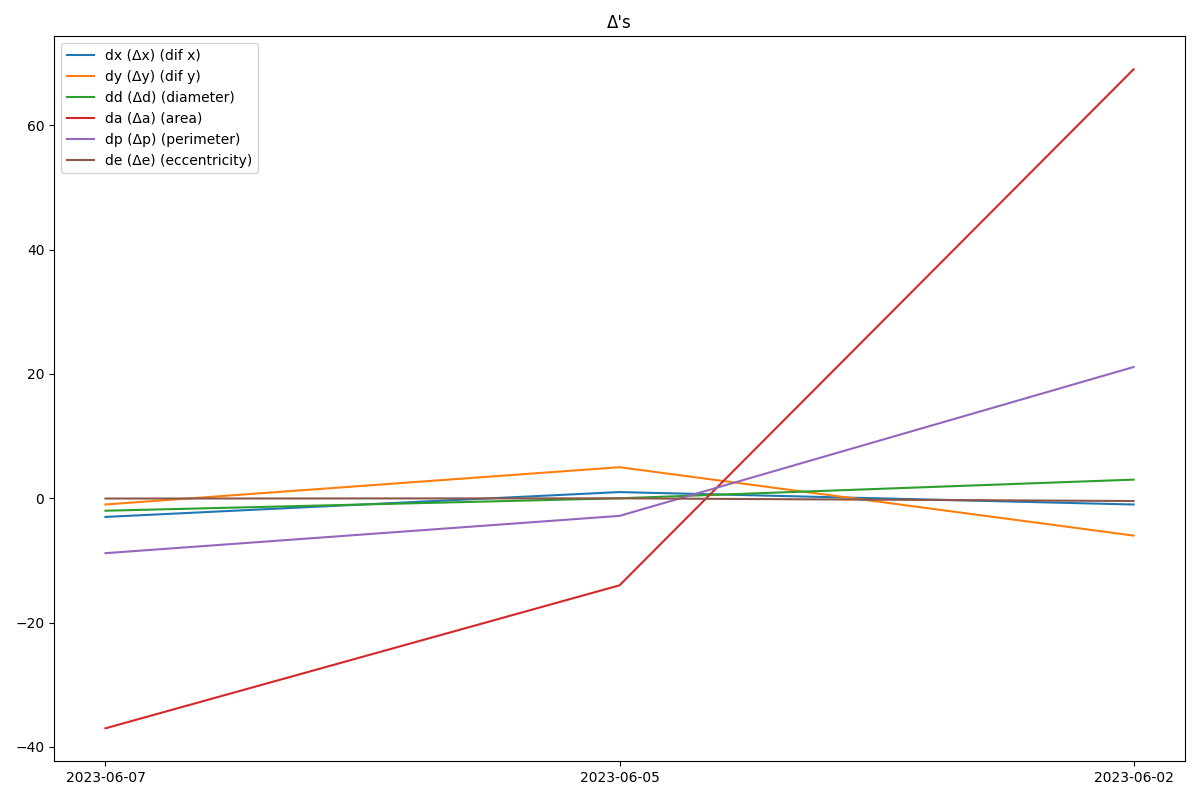 Δ's
dx (Δx) (dif x)
dy (Δy) (dif y)
dd (Δd) (diameter)
da (Δa) (area)
dp (Δp) (perimeter)
de (Δe) (eccentricity)
60
40
20
0
−20
−40
2023-06-07 2023-06-05 2023-06-02